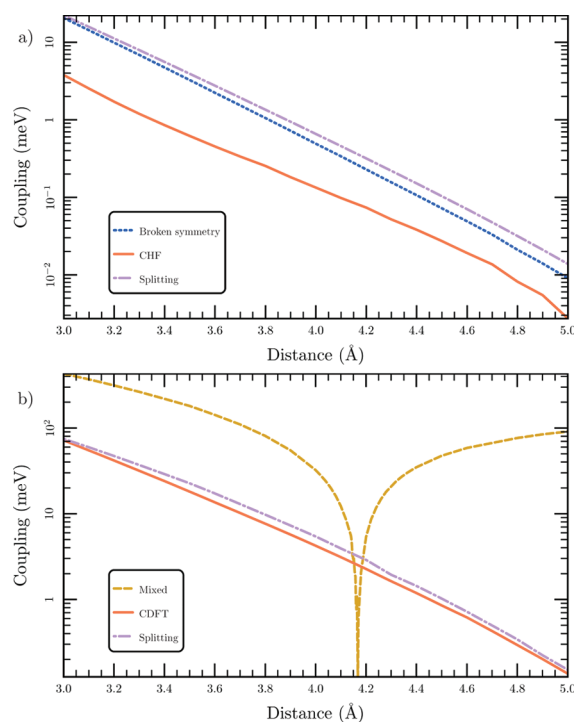 a)
10
1
10⁻¹
10⁻²
Coupling (meV)
Broken symmetry
CHF
Splitting
3.0 3.2 3.4 3.6 3.8 4.0 4.2 4.4 4.6 4.8 5.0
Distance (Å)
b)
10²
10
1
Coupling (meV)
Mixed
CDFT
Splitting
3.0 3.2 3.4 3.6 3.8 4.0 4.2 4.4 4.6 4.8 5.0
Distance (Å)